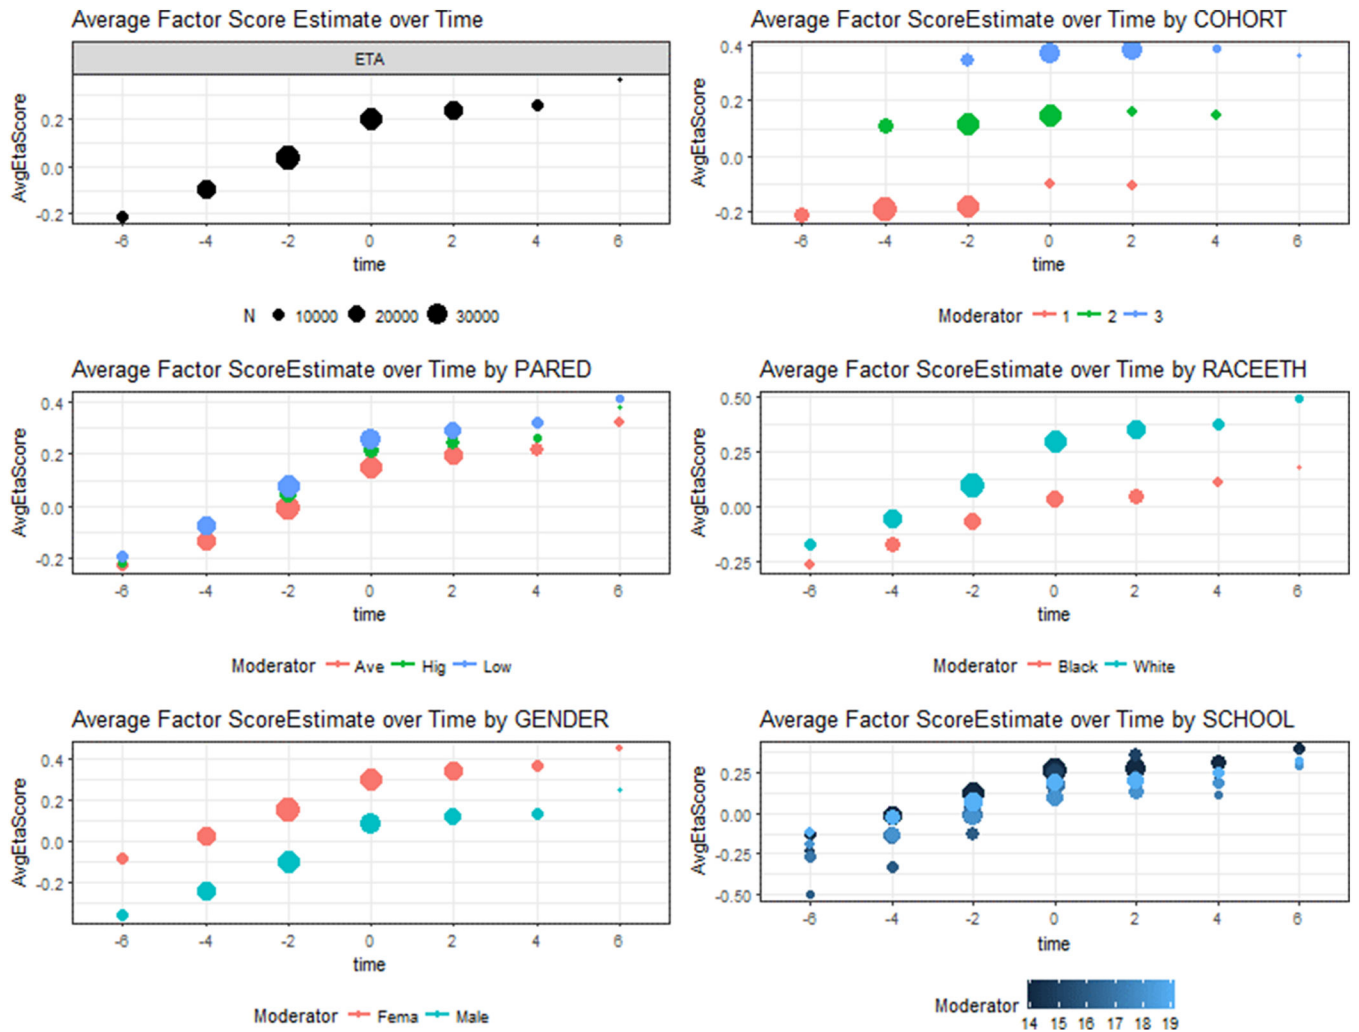 Average Factor Score Estimate over Time
ETA
AvgEtaScore
0.2
0.0
-0.2
-6 -4 -2 0 2 4 6
time
N 10000 20000 30000
Average Factor ScoreEstimate over Time by COHORT
AvgEtaScore
0.4
0.2
0.0
-0.2
-6 -4 -2 0 2 4 6
time
Moderator 1 2 3
Average Factor ScoreEstimate over Time by PARED
AvgEtaScore
0.4
0.2
0.0
-0.2
-6 -4 -2 0 2 4 6
time
Moderator Ave Hig Low
Average Factor ScoreEstimate over Time by RACEETH
AvgEtaScore
0.50
0.25
0.00
-0.25
-6 -4 -2 0 2 4 6
time
Moderator Black White
Average Factor ScoreEstimate over Time by GENDER
AvgEtaScore
0.4
0.2
0.0
-0.2
-6 -4 -2 0 2 4 6
time
Moderator Fema Male
Average Factor ScoreEstimate over Time by SCHOOL
AvgEtaScore
0.25
0.00
-0.25
-0.50
-6 -4 -2 0 2 4 6
time
Moderator
14 15 16 17 18 19